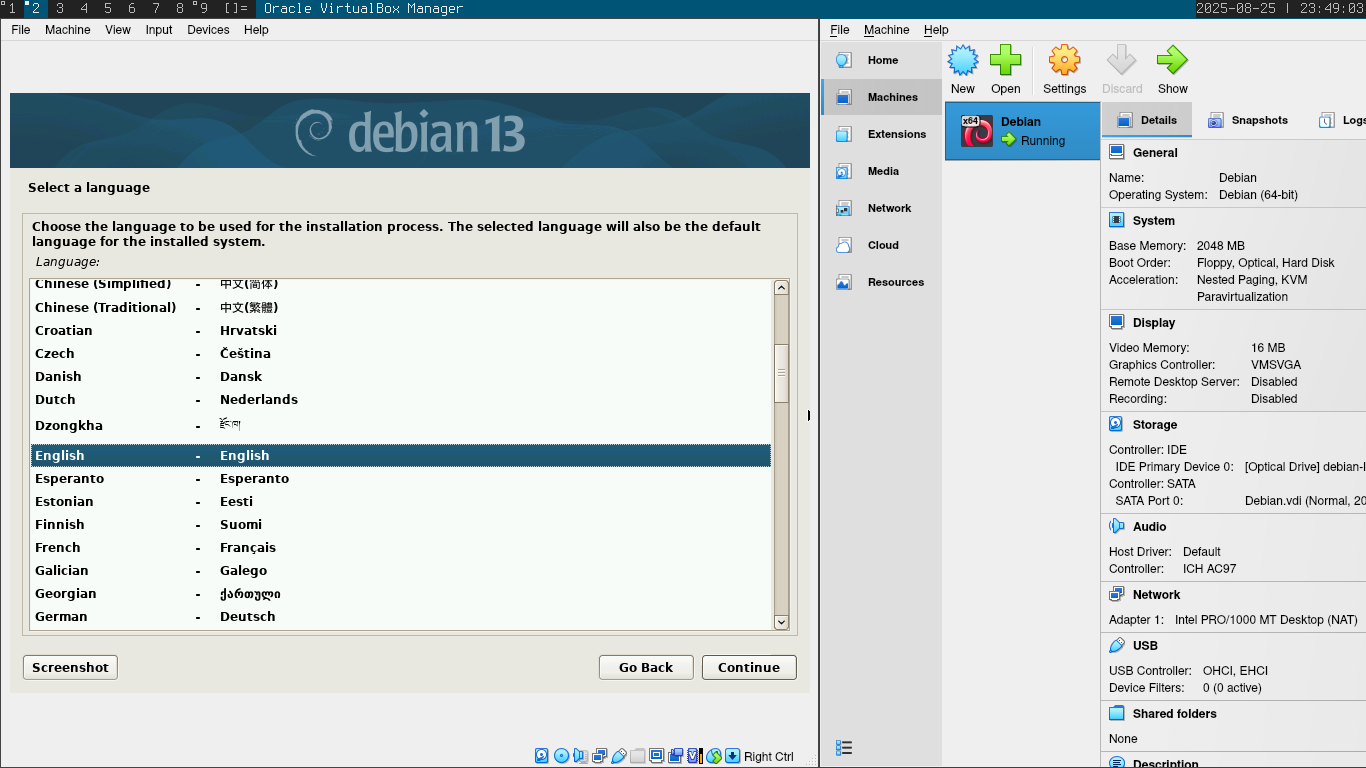 1 2 3 4 5 6 7 8 9 []= Oracle VirtualBox Manager 2025-08-25 | 23:49:03
File Machine View Input Devices Help
debian 13
Select a language
Choose the language to be used for the installation process. The selected language will also be the default
language for the installed system.
Language:
Chinese (Simplified) - 中文(简体)
Chinese (Traditional) - 中文(繁體)
Croatian - Hrvatski
Czech - Čeština
Danish - Dansk
Dutch - Nederlands
Dzongkha - རྫོང་ཁ།
English - English
Esperanto - Esperanto
Estonian - Eesti
Finnish - Suomi
French - Français
Galician - Galego
Georgian - ქართული
German - Deutsch
Screenshot Go Back Continue
Right Ctrl
File Machine Help
Home
Machines
Extensions
Media
Network
Cloud
Resources
New Open Settings Discard Show
x64 Debian
Running
Details Snapshots Logs
General
Name: Debian
Operating System: Debian (64-bit)
System
Base Memory: 2048 MB
Boot Order: Floppy, Optical, Hard Disk
Acceleration: Nested Paging, KVM
Paravirtualization
Display
Video Memory: 16 MB
Graphics Controller: VMSVGA
Remote Desktop Server: Disabled
Recording: Disabled
Storage
Controller: IDE
IDE Primary Device 0: [Optical Drive] debian-
Controller: SATA
SATA Port 0: Debian.vdi (Normal, 20
Audio
Host Driver: Default
Controller: ICH AC97
Network
Adapter 1: Intel PRO/1000 MT Desktop (NAT)
USB
USB Controller: OHCI, EHCI
Device Filters: 0 (0 active)
Shared folders
None
Description